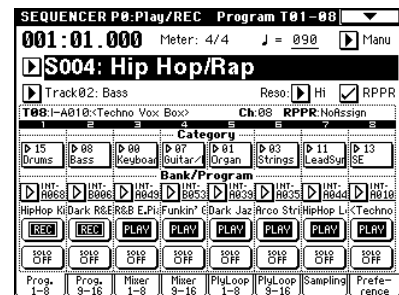 SEQUENCER P0:Play/REC Program T01-08
001:01.000 Meter: 4/4 ♩ = 090 Manu
S004: Hip Hop/Rap
Track02: Bass Reso: Hi RPPR
T08:I-A010:<Techno Vox Box> Ch:08 RPPR:NoAssign
1 2 3 4 5 6 7 8
Category
15 08 00 07 01 03 11 13
Drums Bass Keyboar Guitar/ Organ Strings LeadSyn SE
Bank/Program
INT- INT- INT- INT- INT- INT- INT- INT-
A068 B006 A049 B053 A039 A035 A044 A010
HipHop Ki Dark R&E R&B E.Pi Funkin' G Dark Jaz Arco Stri HipHop L <Techno
REC REC PLAY PLAY PLAY PLAY PLAY PLAY
SOLO SOLO SOLO SOLO SOLO SOLO SOLO SOLO
OFF OFF OFF OFF OFF OFF OFF OFF
Prog. Prog. Mixer Mixer PlyLoop PlyLoop Sampling Prefe-
1-8 9-16 1-8 9-16 1-8 9-16 rence